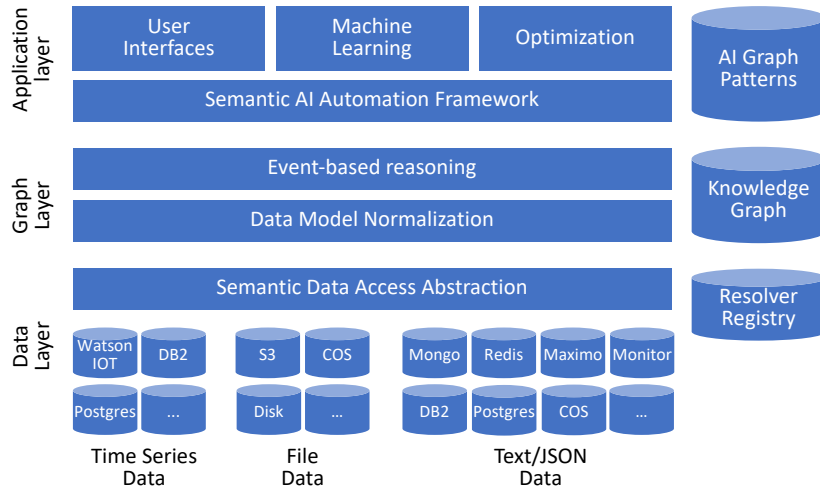 Application
layer
User
Interfaces
Machine
Learning
Optimization
Semantic AI Automation Framework
AI Graph
Patterns
Graph
Layer
Event-based reasoning
Data Model Normalization
Knowledge
Graph
Data
Layer
Semantic Data Access Abstraction
Resolver
Registry
Watson
IOT
DB2
S3
COS
Mongo
Redis
Maximo
Monitor
Postgres
...
Disk
...
DB2
Postgres
COS
...
Time Series
Data
File
Data
Text/JSON
Data